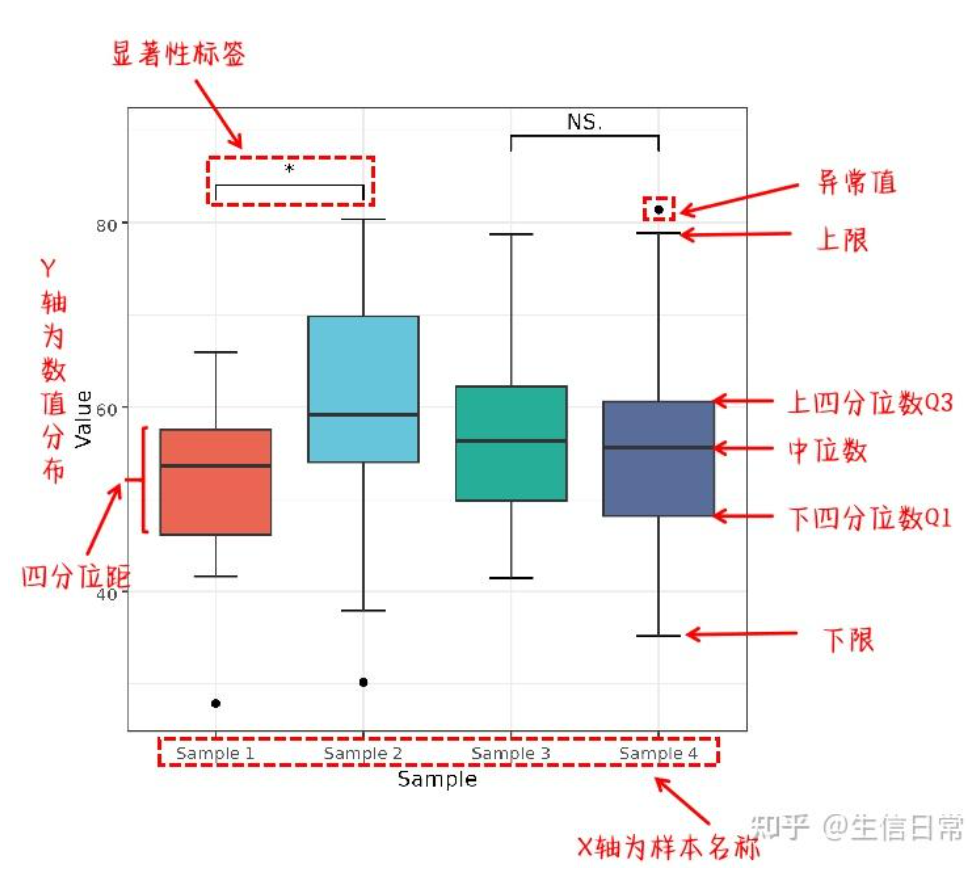 显著性标签
NS.
*
异常值
上限
80
Y轴为数值分布
Value
60
上四分位数Q3
中位数
下四分位数Q1
四分位距
40
下限
Sample 1
Sample 2
Sample 3
Sample 4
Sample
X轴为样本名称
知乎 @生信日常